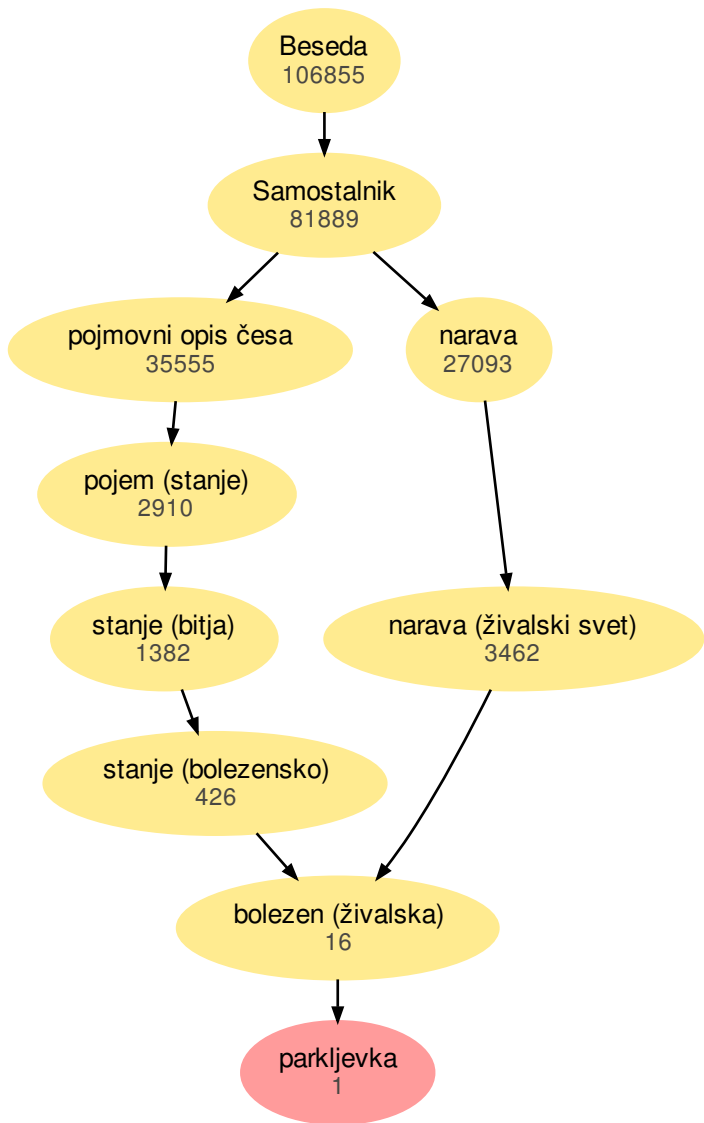 Beseda
106855
Samostalnik
81889
pojmovni opis česa
35555
narava
27093
pojem (stanje)
2910
stanje (bitja)
1382
narava (živalski svet)
3462
stanje (bolezensko)
426
bolezen (živalska)
16
parkljevka
1